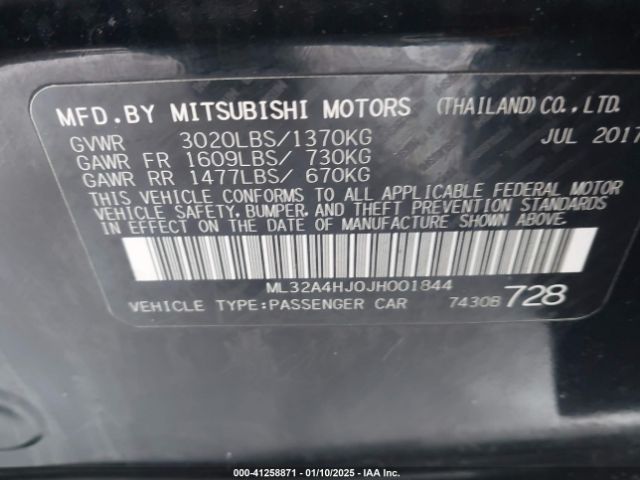 MFD.BY MITSUBISHI MOTORS (THAILAND)CO.,LTD.
GVWR 3020LBS/1370KG JUL 2017
GAWR FR 1609LBS/ 730KG
GAWR RR 1477LBS/ 670KG
THIS VEHICLE CONFORMS TO ALL APPLICABLE FEDERAL MOTOR
VEHICLE SAFETY, BUMPER, AND THEFT PREVENTION STANDARDS
IN EFFECT ON THE DATE OF MANUFACTURE SHOWN ABOVE.
ML32A4HJ0JH001844
VEHICLE TYPE:PASSENGER CAR 7430B 728
000-41258871 - 01/10/2025 - IAA Inc.